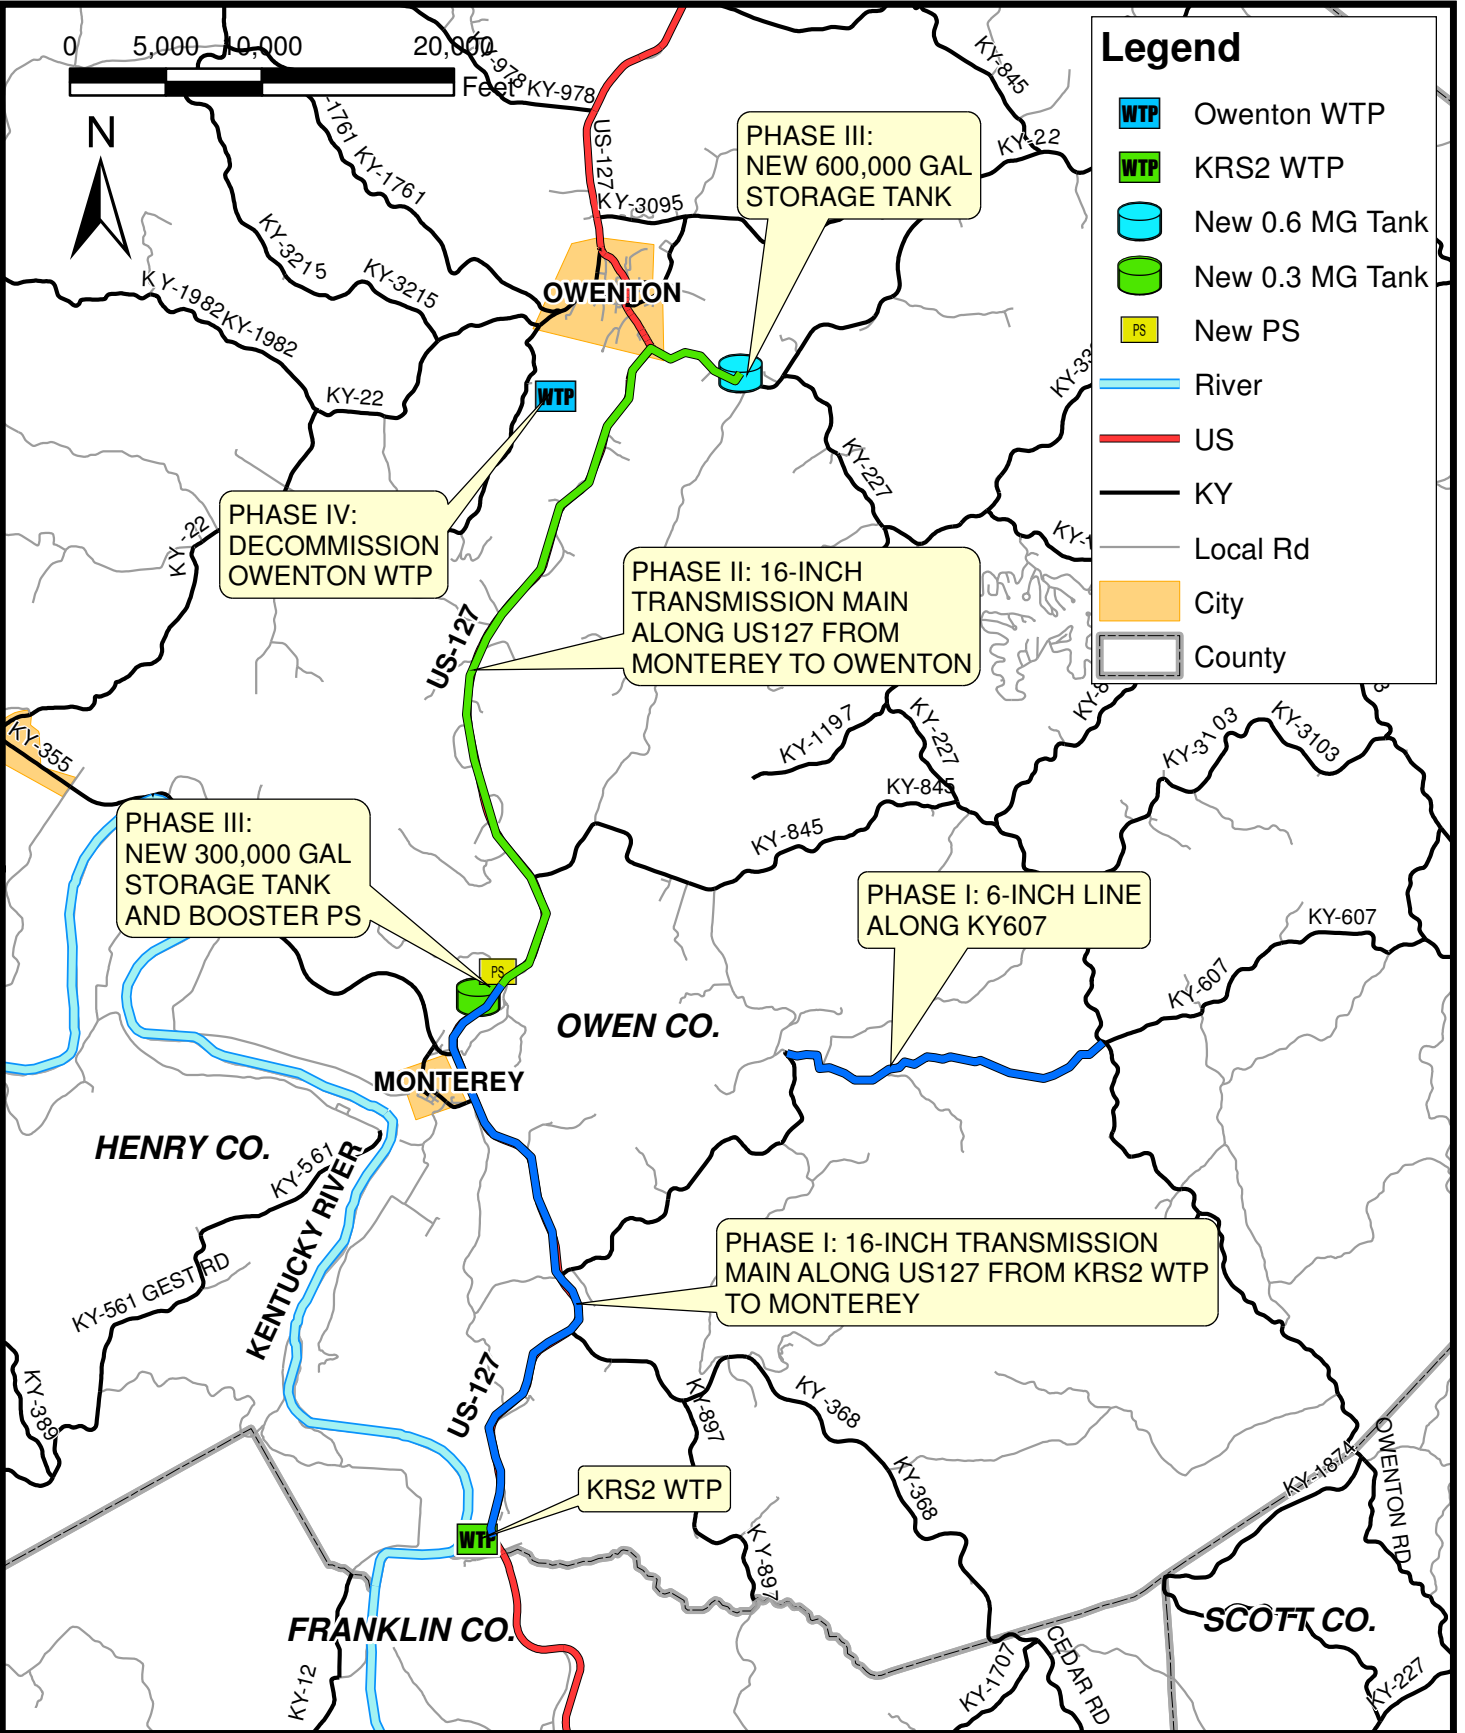 0 5,000 10,000 20,000
Feet
N
Legend
WTP Owenton WTP
WTP KRS2 WTP
New 0.6 MG Tank
New 0.3 MG Tank
PS New PS
River
US
KY
Local Rd
City
County
KY-978
KY-978
KY-845
US-127
KY-22
-1761
KY-1761
KY-3095
PHASE III:
NEW 600,000 GAL
STORAGE TANK
KY-3215
KY-3215
KY-1982
KY-1982
OWENTON
KY-22
WTP
KY-33
KY-227
PHASE IV:
DECOMMISSION
OWENTON WTP
KY-22
KY-1
PHASE II: 16-INCH
TRANSMISSION MAIN
ALONG US127 FROM
MONTEREY TO OWENTON
US-127
KY-8
3
KY-355
KY-1197
KY-227
KY-3103
KY-3103
KY-845
KY-845
PHASE III:
NEW 300,000 GAL
STORAGE TANK
AND BOOSTER PS
PHASE I: 6-INCH LINE
ALONG KY607
KY-607
KY-607
PS
OWEN CO.
MONTEREY
HENRY CO.
KY-561
KENTUCKY RIVER
KY-561 GEST RD
PHASE I: 16-INCH TRANSMISSION
MAIN ALONG US127 FROM KRS2 WTP
TO MONTEREY
US-127
KY-389
KY-897
KY-368
KY-368
KY-1874
OWENTON RD
KRS2 WTP
WTP
KY-897
FRANKLIN CO.
SCOTT CO.
KY-12
KY-1707
CEDAR RD
KY-227